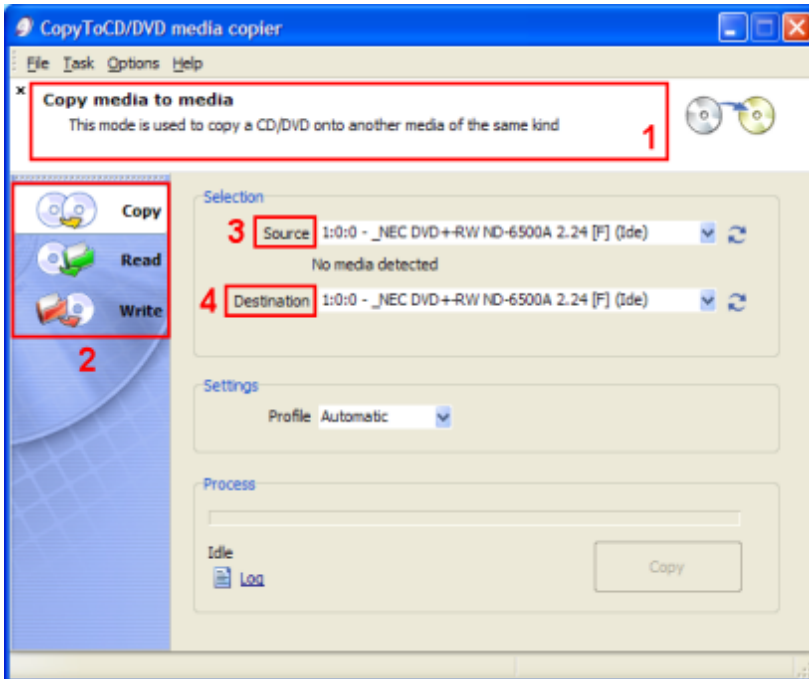 CopyToCD/DVD media copier
File Task Options Help
x Copy media to media
This mode is used to copy a CD/DVD onto another media of the same kind
1
Copy
Read
Write
2
Selection
3 Source 1:0:0 - _NEC DVD+-RW ND-6500A 2.24 [F] (Ide)
No media detected
4 Destination 1:0:0 - _NEC DVD+-RW ND-6500A 2.24 [F] (Ide)
Settings
Profile Automatic
Process
Idle
Log
Copy